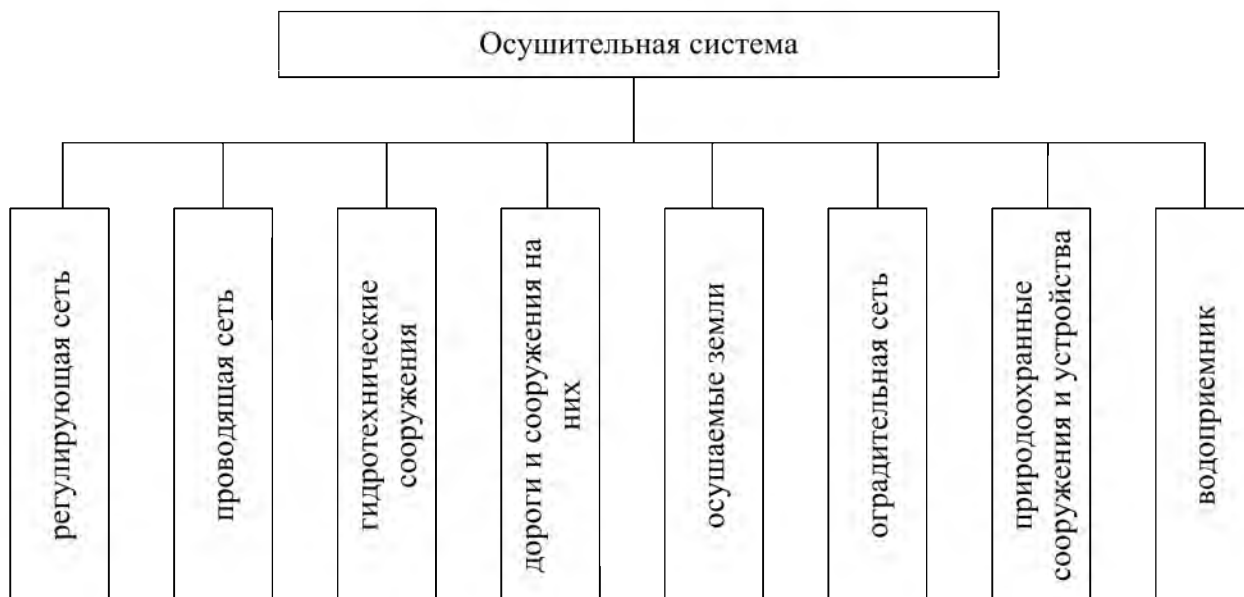 Осушительная система
регулирующая сеть
проводящая сеть
гидротехнические
сооружения
дороги и сооружения на
них
осушаемые земли
оградительная сеть
природоохранные
сооружения и устройства
водоприемник